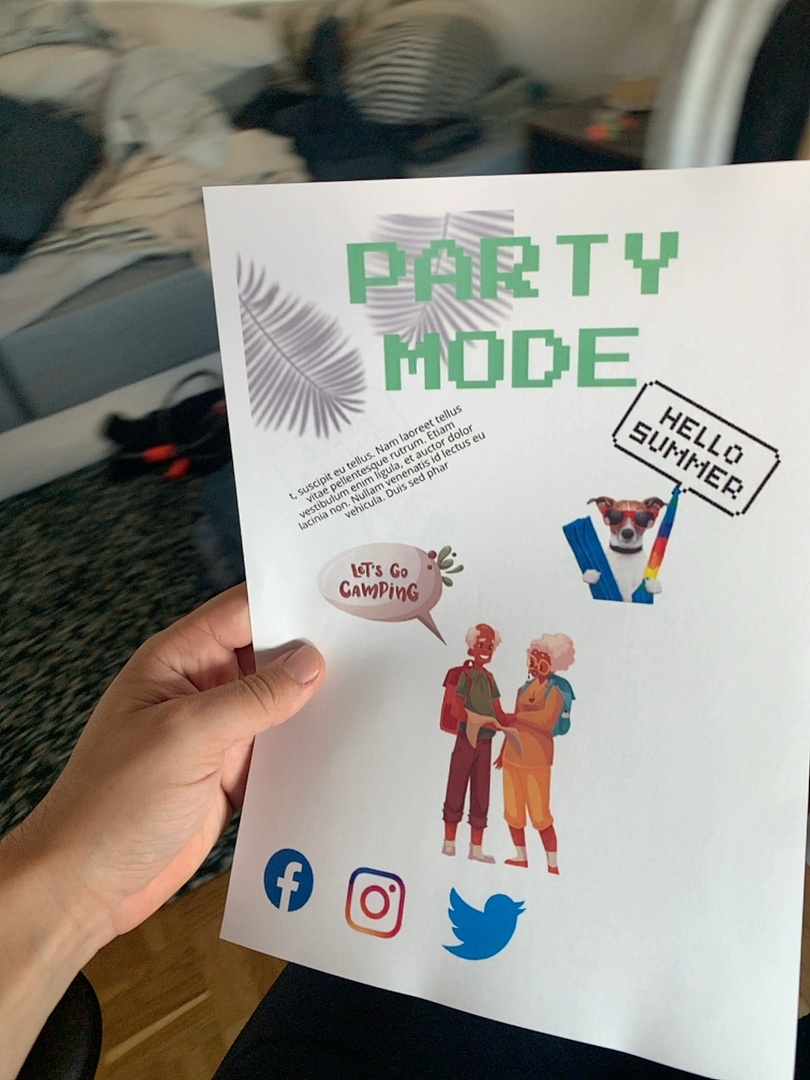 PARTY
MODE
HELLO
SUMMER
t, suscipit eu tellus. Nam laoreet tellus
vitae pellentesque rutrum. Etiam
vestibulum enim ligula, et auctor dolor
lacinia non. Nullam venenatis id lectus eu
vehicula. Duis sed phar
LET'S GO
CAMPING